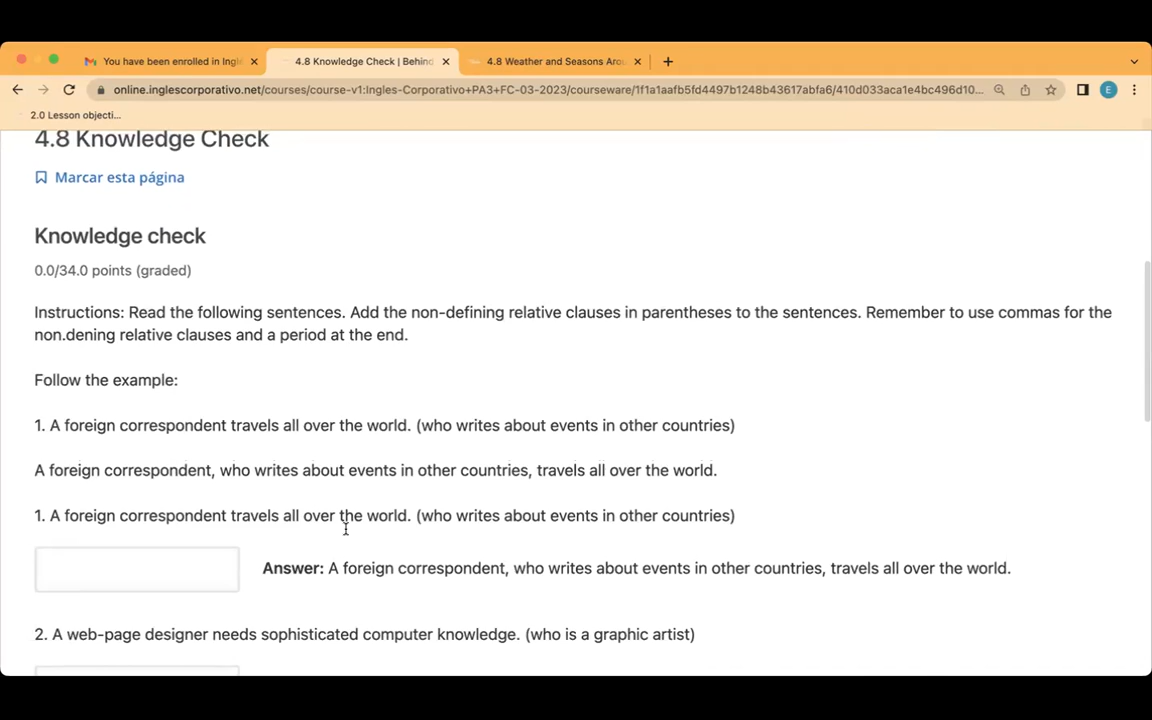 You have been enrolled in Ingl
4.8 Knowledge Check | Behind
4.8 Weather and Seasons Arou
online.inglescorporativo.net/courses/course-v1:Ingles-Corporativo+PA3+FC-03-2023/courseware/1f1a1aafb5fd4497b1248b43617abfa6/410d033aca1e4bc496d10...
E
2.0 Lesson objecti...
4.8 Knowledge Check
Marcar esta página
Knowledge check
0.0/34.0 points (graded)
Instructions: Read the following sentences. Add the non-defining relative clauses in parentheses to the sentences. Remember to use commas for the
non.dening relative clauses and a period at the end.
Follow the example:
1. A foreign correspondent travels all over the world. (who writes about events in other countries)
A foreign correspondent, who writes about events in other countries, travels all over the world.
1. A foreign correspondent travels all over the world. (who writes about events in other countries)
Answer: A foreign correspondent, who writes about events in other countries, travels all over the world.
2. A web-page designer needs sophisticated computer knowledge. (who is a graphic artist)